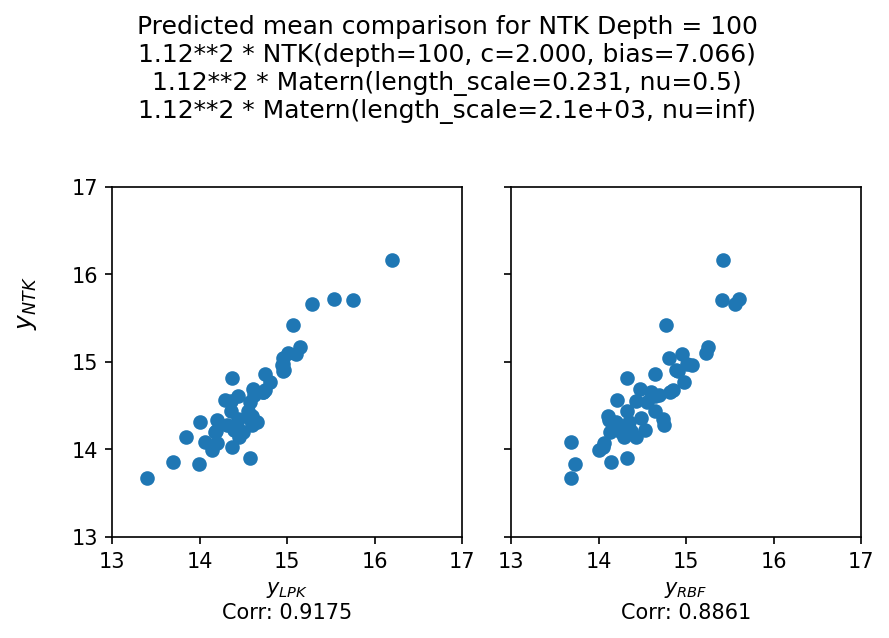 Predicted mean comparison for NTK Depth = 100
1.12**2 * NTK(depth=100, c=2.000, bias=7.066)
1.12**2 * Matern(length_scale=0.231, nu=0.5)
1.12**2 * Matern(length_scale=2.1e+03, nu=inf)
17
16
15
14
13
y_NTK
13 14 15 16 17
y_LPK
Corr: 0.9175
13 14 15 16 17
y_RBF
Corr: 0.8861